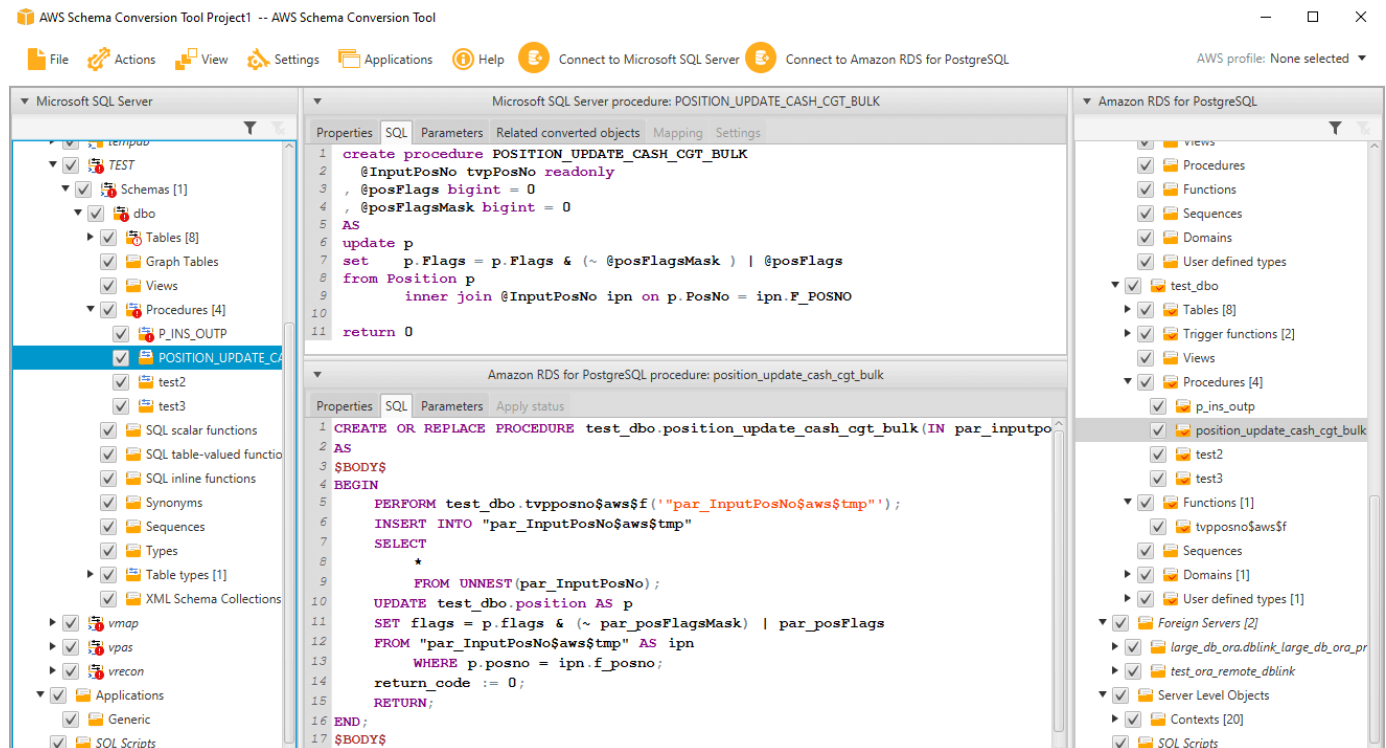 AWS Schema Conversion Tool Project1 -- AWS Schema Conversion Tool
File Actions View Settings Applications Help Connect to Microsoft SQL Server Connect to Amazon RDS for PostgreSQL AWS profile: None selected
Microsoft SQL Server
tempdb
TEST
Schemas [1]
dbo
Tables [8]
Graph Tables
Views
Procedures [4]
P_INS_OUTP
POSITION_UPDATE_CA
test2
test3
SQL scalar functions
SQL table-valued functio
SQL inline functions
Synonyms
Sequences
Types
Table types [1]
XML Schema Collections
vmap
vpas
vrecon
Applications
Generic
SQL Scripts
Microsoft SQL Server procedure: POSITION_UPDATE_CASH_CGT_BULK
Properties SQL Parameters Related converted objects Mapping Settings
1 create procedure POSITION_UPDATE_CASH_CGT_BULK
2 @InputPosNo tvpPosNo readonly
3 , @posFlags bigint = 0
4 , @posFlagsMask bigint = 0
5 AS
6 update p
7 set p.Flags = p.Flags & (~ @posFlagsMask ) | @posFlags
8 from Position p
9 inner join @InputPosNo ipn on p.PosNo = ipn.F_POSNO
10
11 return 0
Amazon RDS for PostgreSQL procedure: position_update_cash_cgt_bulk
Properties SQL Parameters Apply status
1 CREATE OR REPLACE PROCEDURE test_dbo.position_update_cash_cgt_bulk(IN par_inputpo
2 AS
3 $BODY$
4 BEGIN
5 PERFORM test_dbo.tvpposno$aws$f('"par_InputPosNo$aws$tmp"');
6 INSERT INTO "par_InputPosNo$aws$tmp"
7 SELECT
8 *
9 FROM UNNEST(par_InputPosNo);
10 UPDATE test_dbo.position AS p
11 SET flags = p.flags & (~ par_posFlagsMask) | par_posFlags
12 FROM "par_InputPosNo$aws$tmp" AS ipn
13 WHERE p.posno = ipn.f_posno;
14 return_code := 0;
15 RETURN;
16 END;
17 $BODY$
Amazon RDS for PostgreSQL
Views
Procedures
Functions
Sequences
Domains
User defined types
test_dbo
Tables [8]
Trigger functions [2]
Views
Procedures [4]
p_ins_outp
position_update_cash_cgt_bulk
test2
test3
Functions [1]
tvpposno$aws$f
Sequences
Domains [1]
User defined types [1]
Foreign Servers [2]
large_db_ora.dblink_large_db_ora_pr
test_ora_remote_dblink
Server Level Objects
Contexts [20]
SQL Scripts